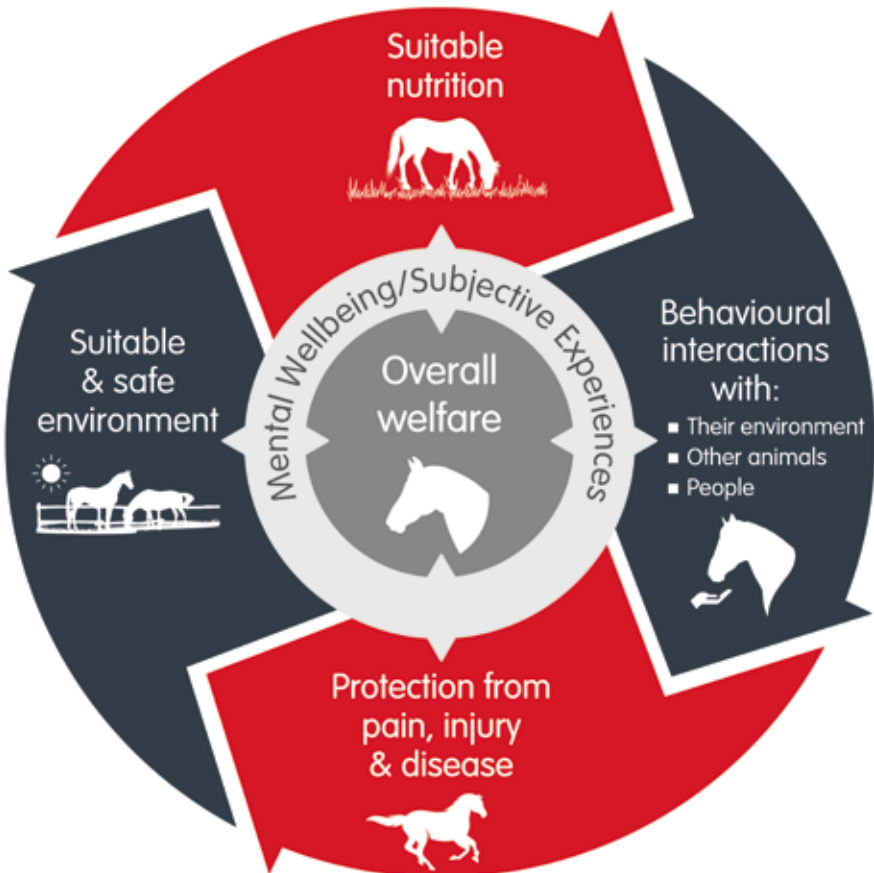 Suitable
nutrition
Behavioural
interactions
with:
▪ Their environment
▪ Other animals
▪ People
Protection from
pain, injury
& disease
Suitable
& safe
environment
Mental Wellbeing/Subjective Experiences
Overall
welfare